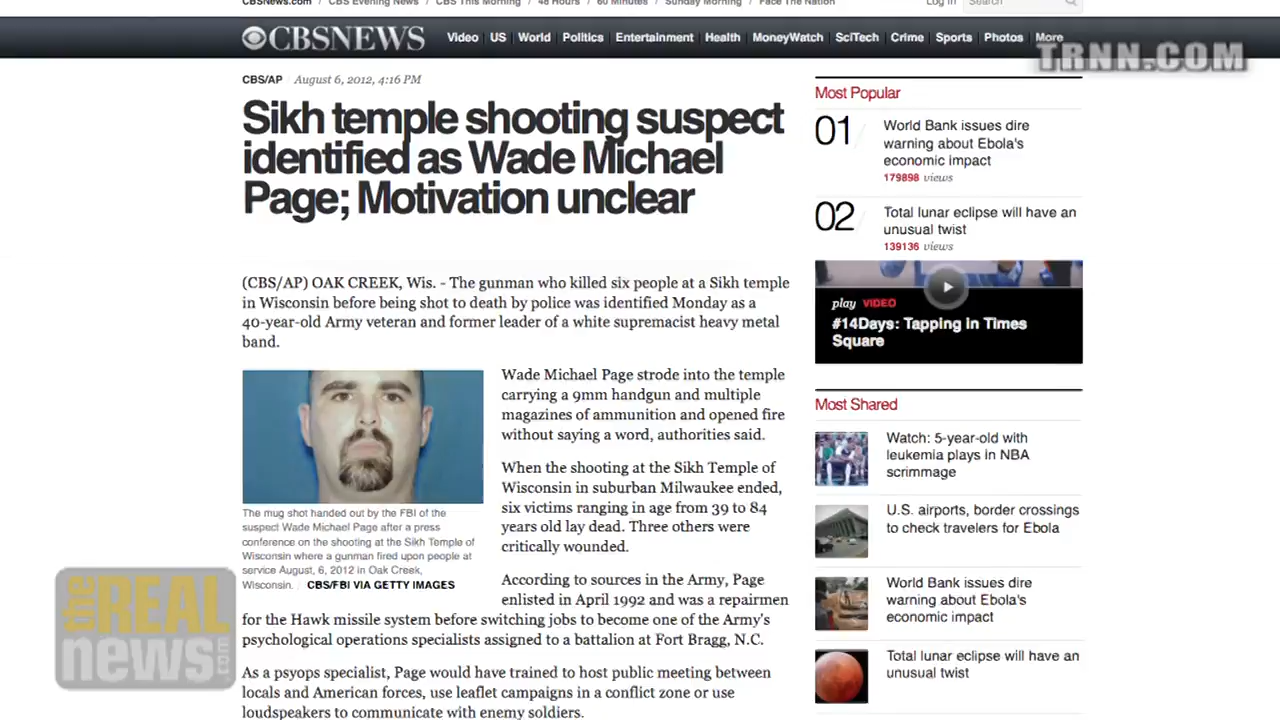 CBSNews.com / CBS Evening News / CBS This Morning / 48 Hours / 60 Minutes / Sunday Morning / Face The Nation Log In Search
CBSNEWS Video US World Politics Entertainment Health MoneyWatch SciTech Crime Sports Photos More
TRNN.COM
CBS/AP August 6, 2012, 4:16 PM
Sikh temple shooting suspect
identified as Wade Michael
Page; Motivation unclear
(CBS/AP) OAK CREEK, Wis. - The gunman who killed six people at a Sikh temple
in Wisconsin before being shot to death by police was identified Monday as a
40-year-old Army veteran and former leader of a white supremacist heavy metal
band.
Wade Michael Page strode into the temple
carrying a 9mm handgun and multiple
magazines of ammunition and opened fire
without saying a word, authorities said.
When the shooting at the Sikh Temple of
Wisconsin in suburban Milwaukee ended,
six victims ranging in age from 39 to 84
years old lay dead. Three others were
critically wounded.
The mug shot handed out by the FBI of the
suspect Wade Michael Page after a press
conference on the shooting at the Sikh Temple of
Wisconsin where a gunman fired upon people at
service August, 6, 2012 in Oak Creek,
Wisconsin. CBS/FBI VIA GETTY IMAGES
According to sources in the Army, Page
enlisted in April 1992 and was a repairmen
for the Hawk missile system before switching jobs to become one of the Army's
psychological operations specialists assigned to a battalion at Fort Bragg, N.C.
As a psyops specialist, Page would have trained to host public meeting between
locals and American forces, use leaflet campaigns in a conflict zone or use
loudspeakers to communicate with enemy soldiers.
Most Popular
01
World Bank issues dire
warning about Ebola's
economic impact
179898 views
02
Total lunar eclipse will have an
unusual twist
139136 views
play VIDEO
#14Days: Tapping in Times
Square
Most Shared
Watch: 5-year-old with
leukemia plays in NBA
scrimmage
U.S. airports, border crossings
to check travelers for Ebola
World Bank issues dire
warning about Ebola's
economic impact
Total lunar eclipse will have an
unusual twist
the REAL
news.com